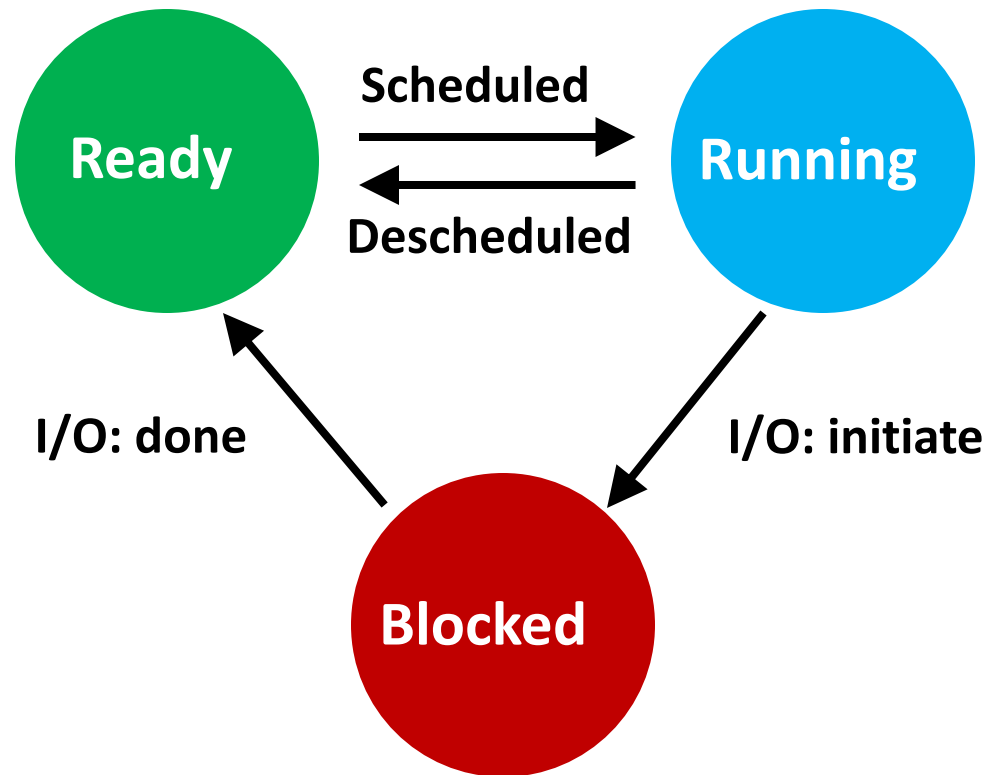 Scheduled
Ready
Running
Descheduled
I/O: done
I/O: initiate
Blocked